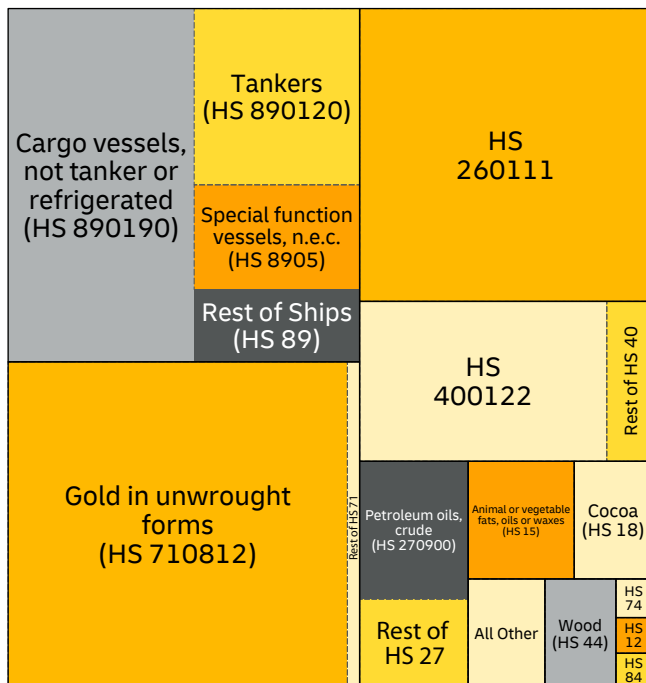 Cargo vessels,
not tanker or
refrigerated
(HS 890190)
Tankers
(HS 890120)
Special function
vessels, n.e.c.
(HS 8905)
Rest of Ships
(HS 89)
HS
260111
HS
400122
Rest of HS 40
Gold in unwrought
forms
(HS 710812)
Rest of HS 71
Petroleum oils,
crude
(HS 270900)
Rest of
HS 27
Animal or vegetable
fats, oils or waxes
(HS 15)
Cocoa
(HS 18)
All Other
Wood
(HS 44)
HS
74
HS
12
HS
84